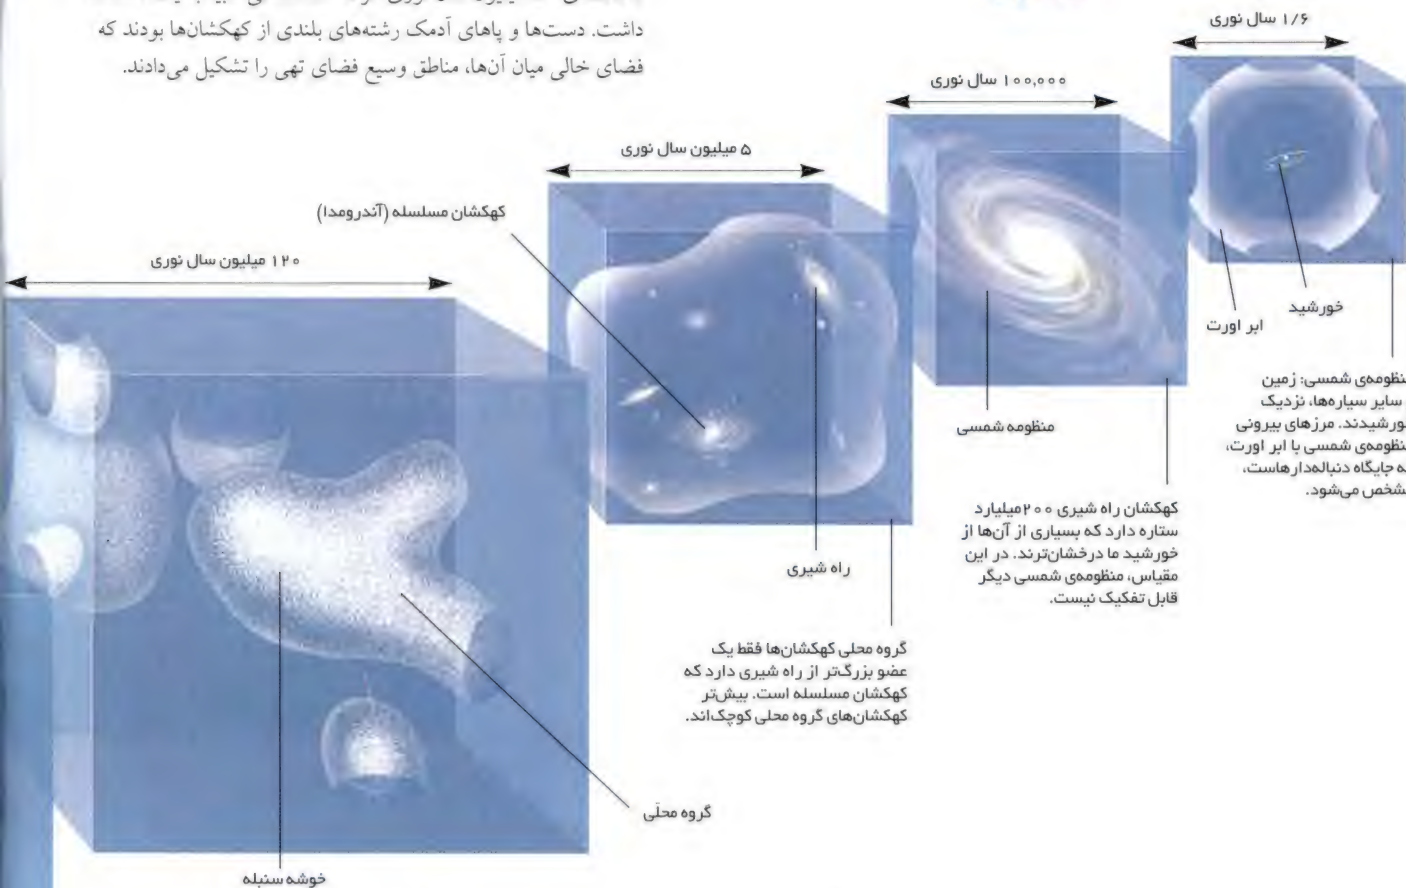 داشت. دست‌ها و پاهای آدمک رشته‌های بلندی از کهکشان‌ها بودند که
فضای خالی میان آن‌ها، مناطق وسیع فضای تهی را تشکیل می‌دادند.
۱/۶ سال نوری
خورشید
ابر اورت
منظومه‌ی شمسی: زمین
سایر سیاره‌ها، نزدیک
خورشیدند. مرزهای بیرونی
منظومه‌ی شمسی با ابر اورت،
که جایگاه دنباله‌دارهاست،
مشخص می‌شود.
۱۰۰,۰۰۰ سال نوری
منظومه شمسی
کهکشان راه شیری ۲۰۰میلیارد
ستاره دارد که بسیاری از آن‌ها از
خورشید ما درخشان‌ترند. در این
مقیاس، منظومه‌ی شمسی دیگر
قابل تفکیک نیست.
۵ میلیون سال نوری
کهکشان مسلسله (آندرومدا)
راه شیری
گروه محلی کهکشان‌ها فقط یک
عضو بزرگ‌تر از راه شیری دارد که
کهکشان مسلسله است. بیش‌تر
کهکشان‌های گروه محلی کوچک‌اند.
۱۲۰ میلیون سال نوری
گروه محلّی
خوشه سنبله